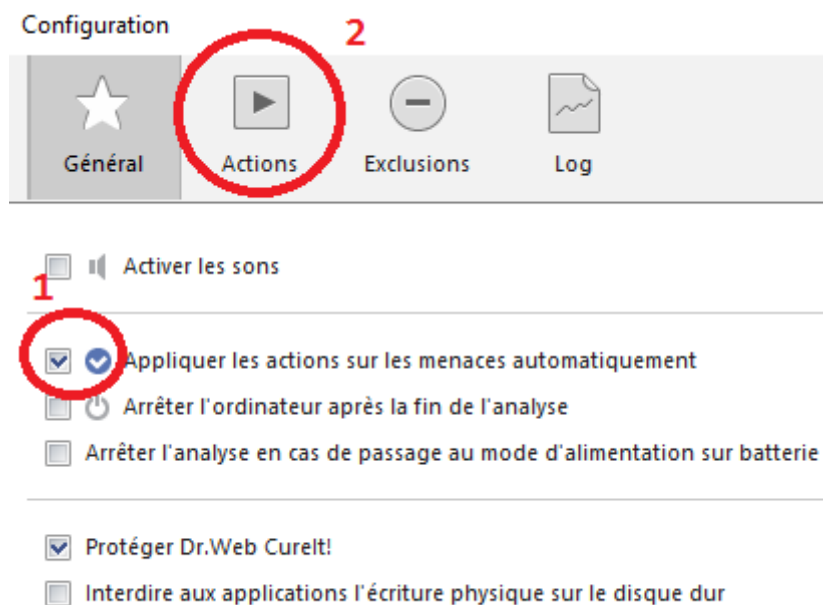 Configuration
2
Général Actions Exclusions Log
Activer les sons
1
Appliquer les actions sur les menaces automatiquement
Arrêter l'ordinateur après la fin de l'analyse
Arrêter l'analyse en cas de passage au mode d'alimentation sur batterie
Protéger Dr.Web CureIt!
Interdire aux applications l'écriture physique sur le disque dur